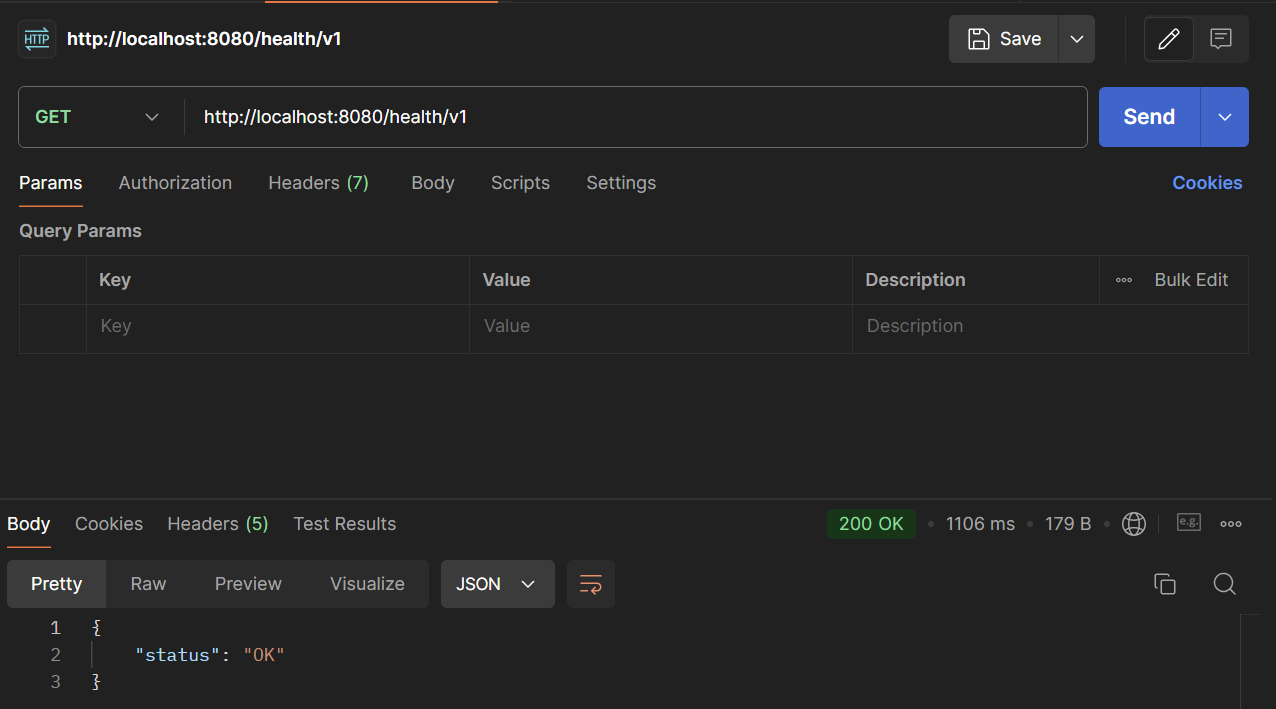 HTTP http://localhost:8080/health/v1 Save
GET http://localhost:8080/health/v1 Send
Params Authorization Headers (7) Body Scripts Settings Cookies
Query Params
Key Value Description Bulk Edit
Key Value Description
Body Cookies Headers (5) Test Results 200 OK 1106 ms 179 B e.g.
Pretty Raw Preview Visualize JSON
1 {
2 "status": "OK"
3 }